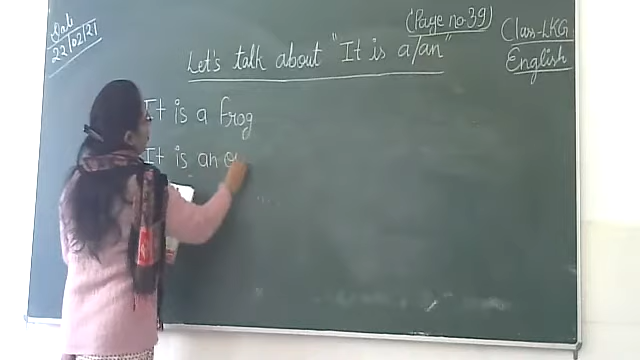 Date
22/02/21
(Page no.39)
Class-LKG
English
Let's talk about "It is a/an"
It is a frog
It is an